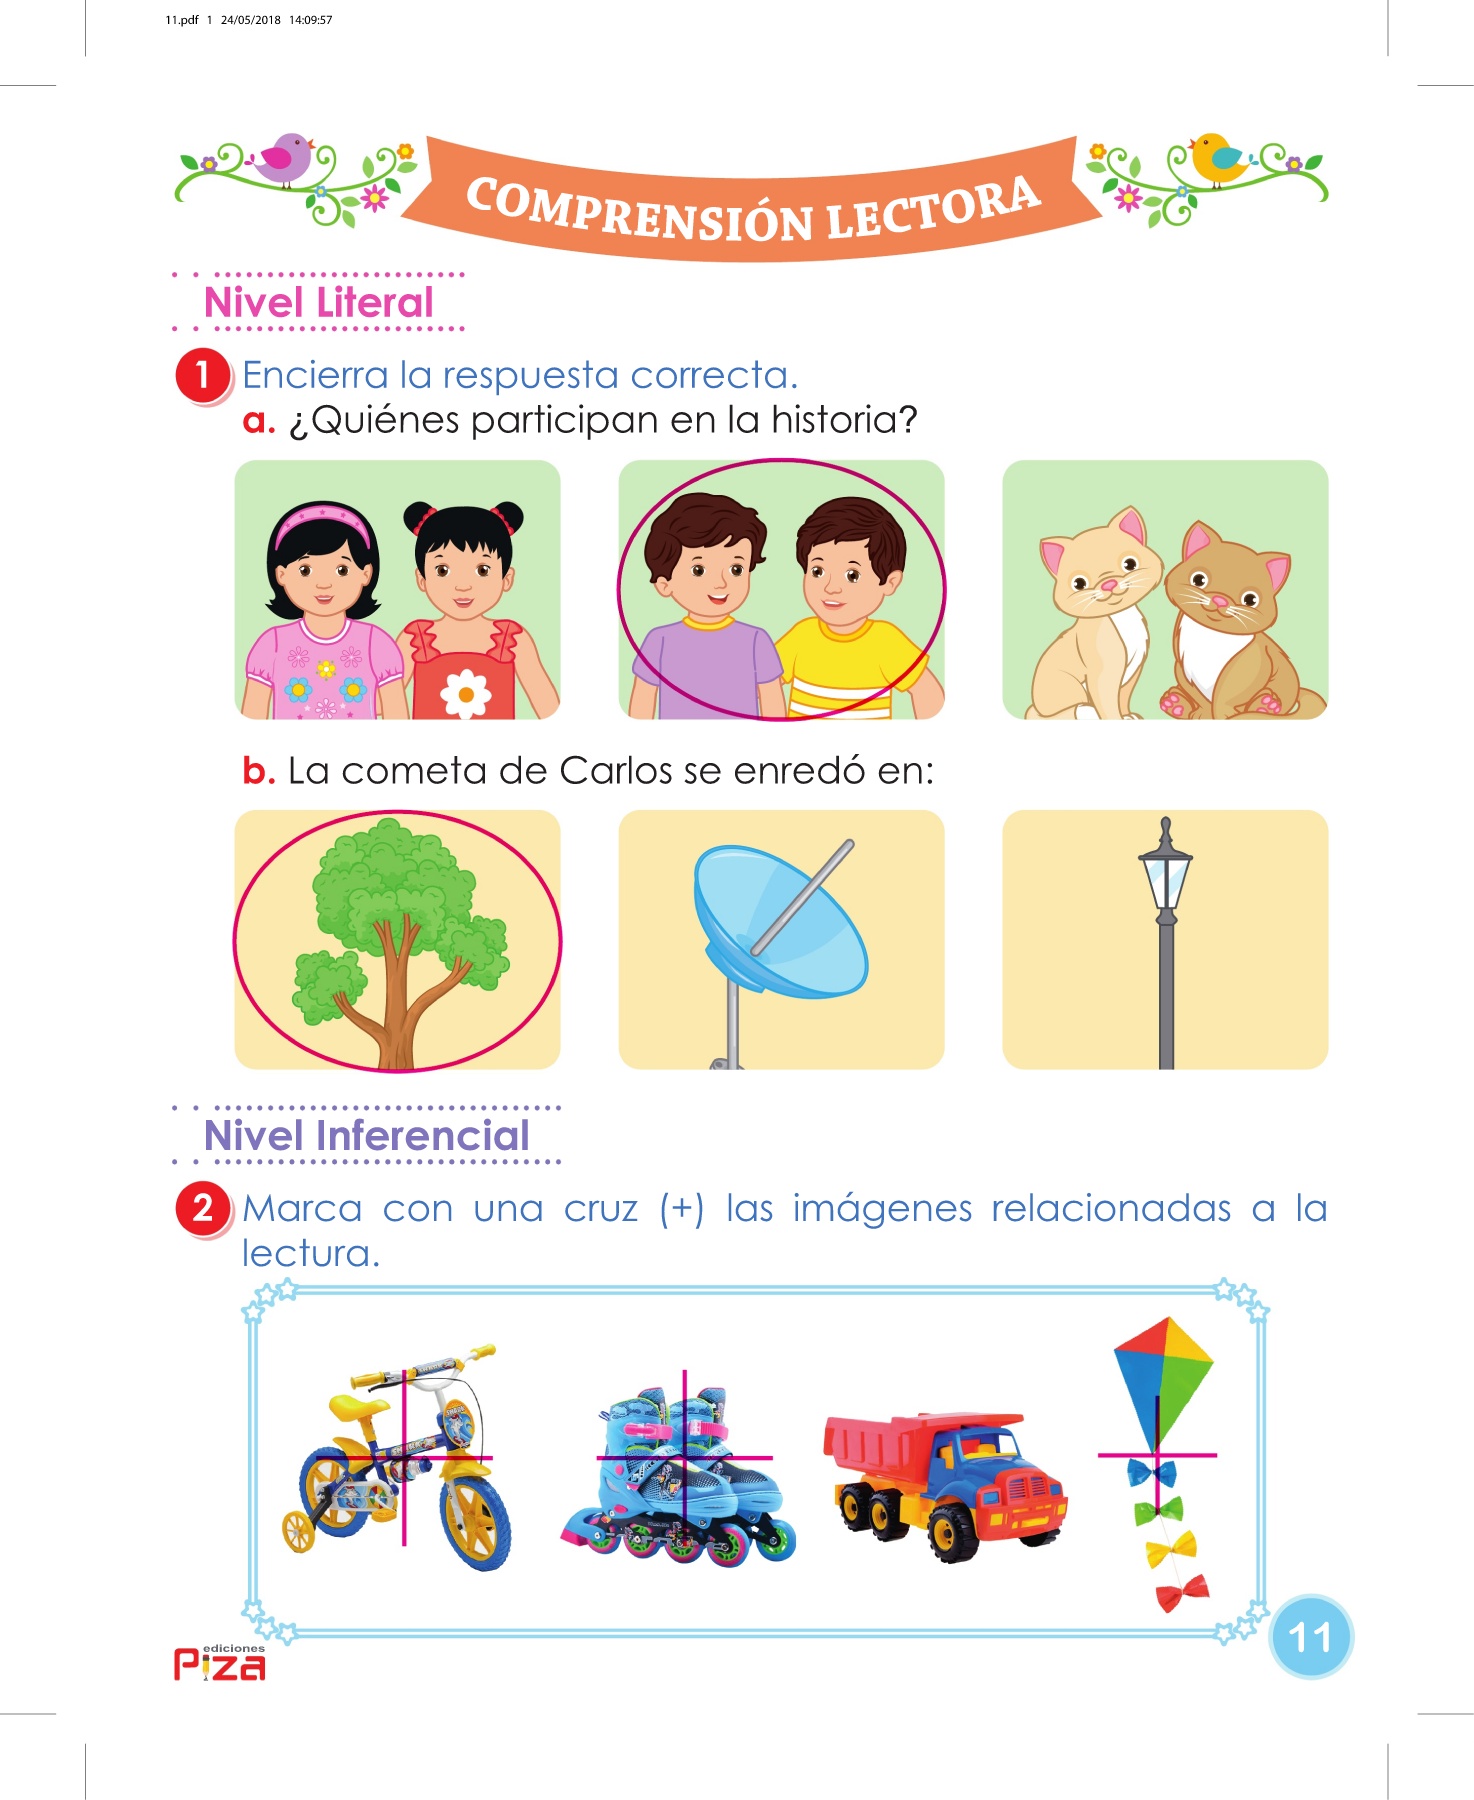 11.pdf 1 24/05/2018 14:09:57
COMPRENSIÓN LECTORA
Nivel Literal
1 Encierra la respuesta correcta.
a. ¿Quiénes participan en la historia?
b. La cometa de Carlos se enredó en:
Nivel Inferencial
2 Marca con una cruz (+) las imágenes relacionadas a la
lectura.
ediciones
Piza
11